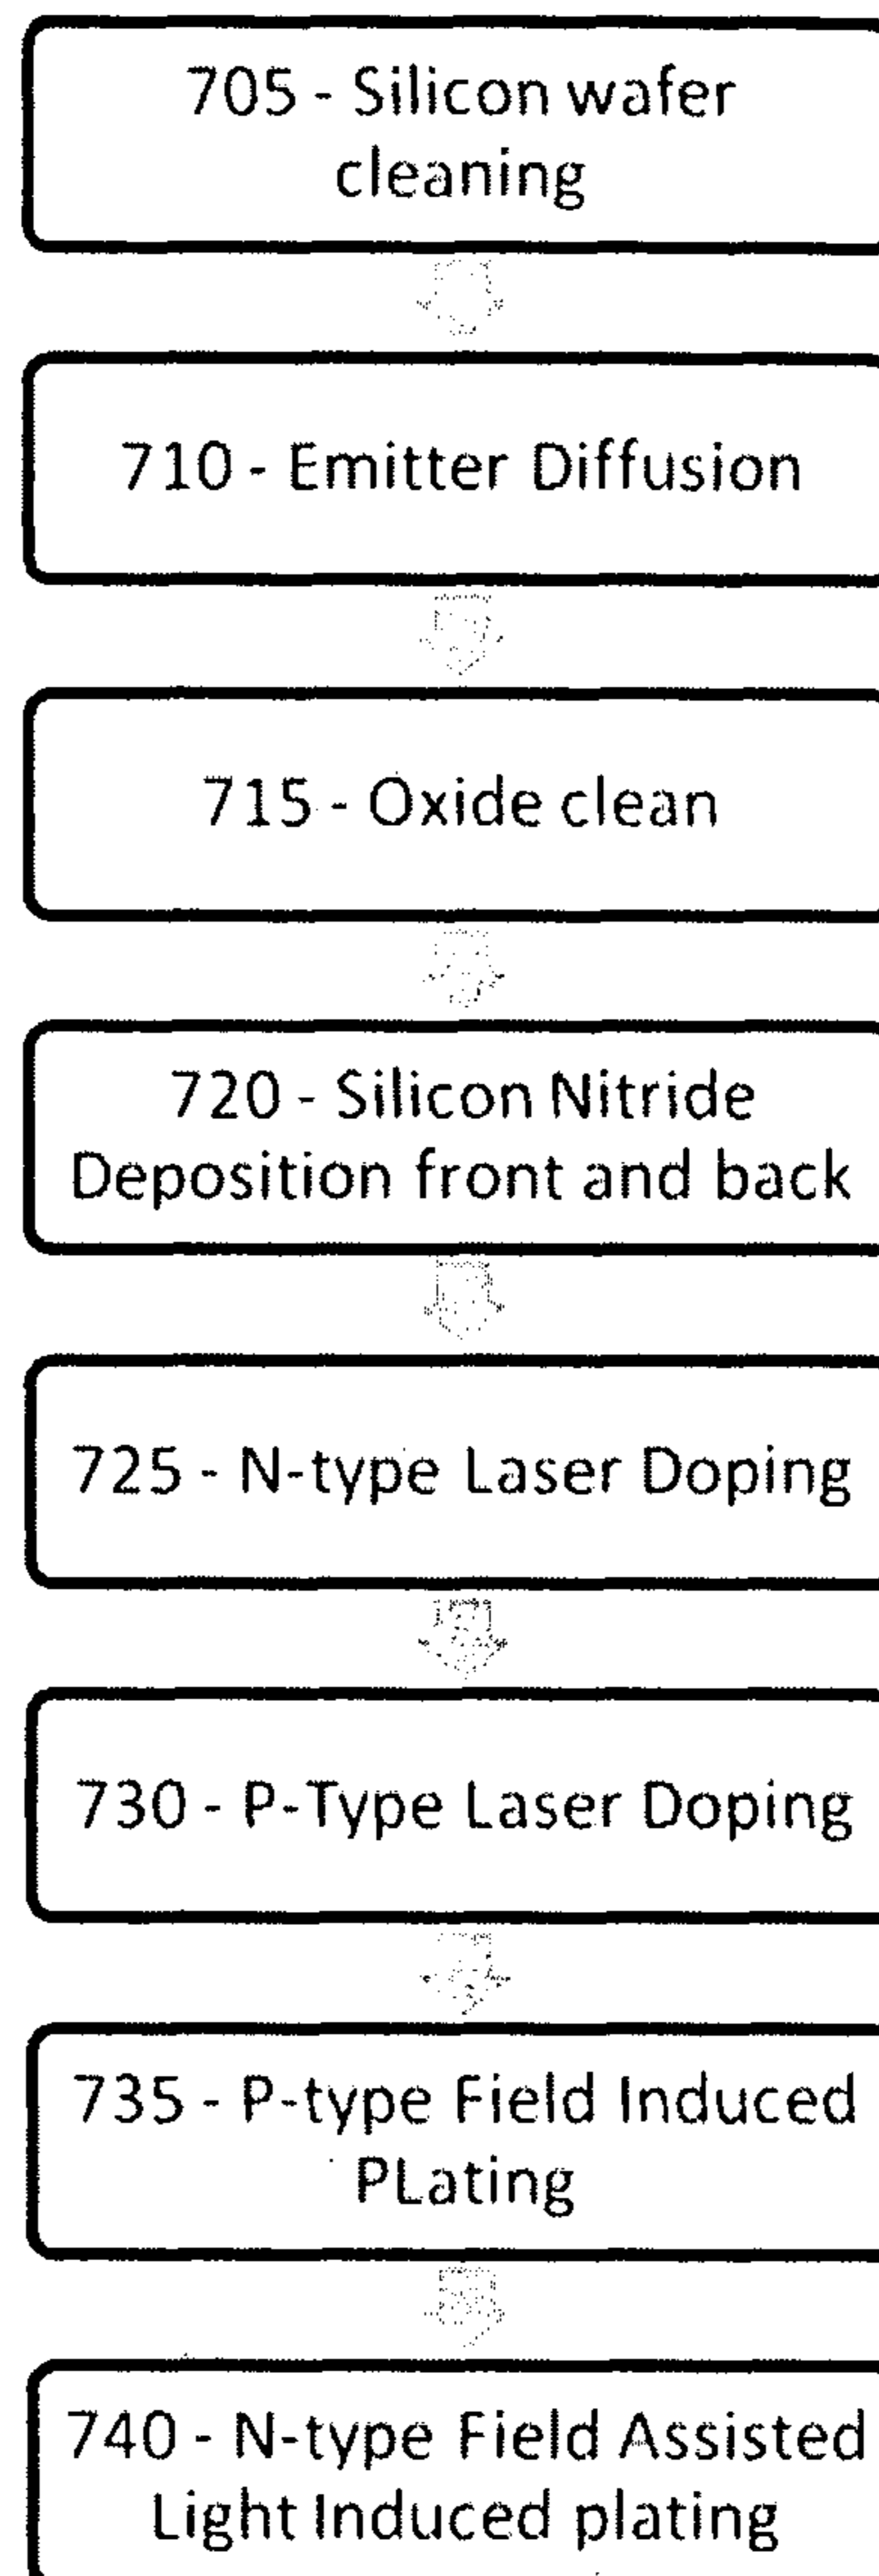 705 - Silicon wafer
cleaning
710 - Emitter Diffusion
715 - Oxide clean
720 - Silicon Nitride
Deposition front and back
725 - N-type Laser Doping
730 - P-Type Laser Doping
735 - P-type Field Induced
PLating
740 - N-type Field Assisted
Light Induced plating